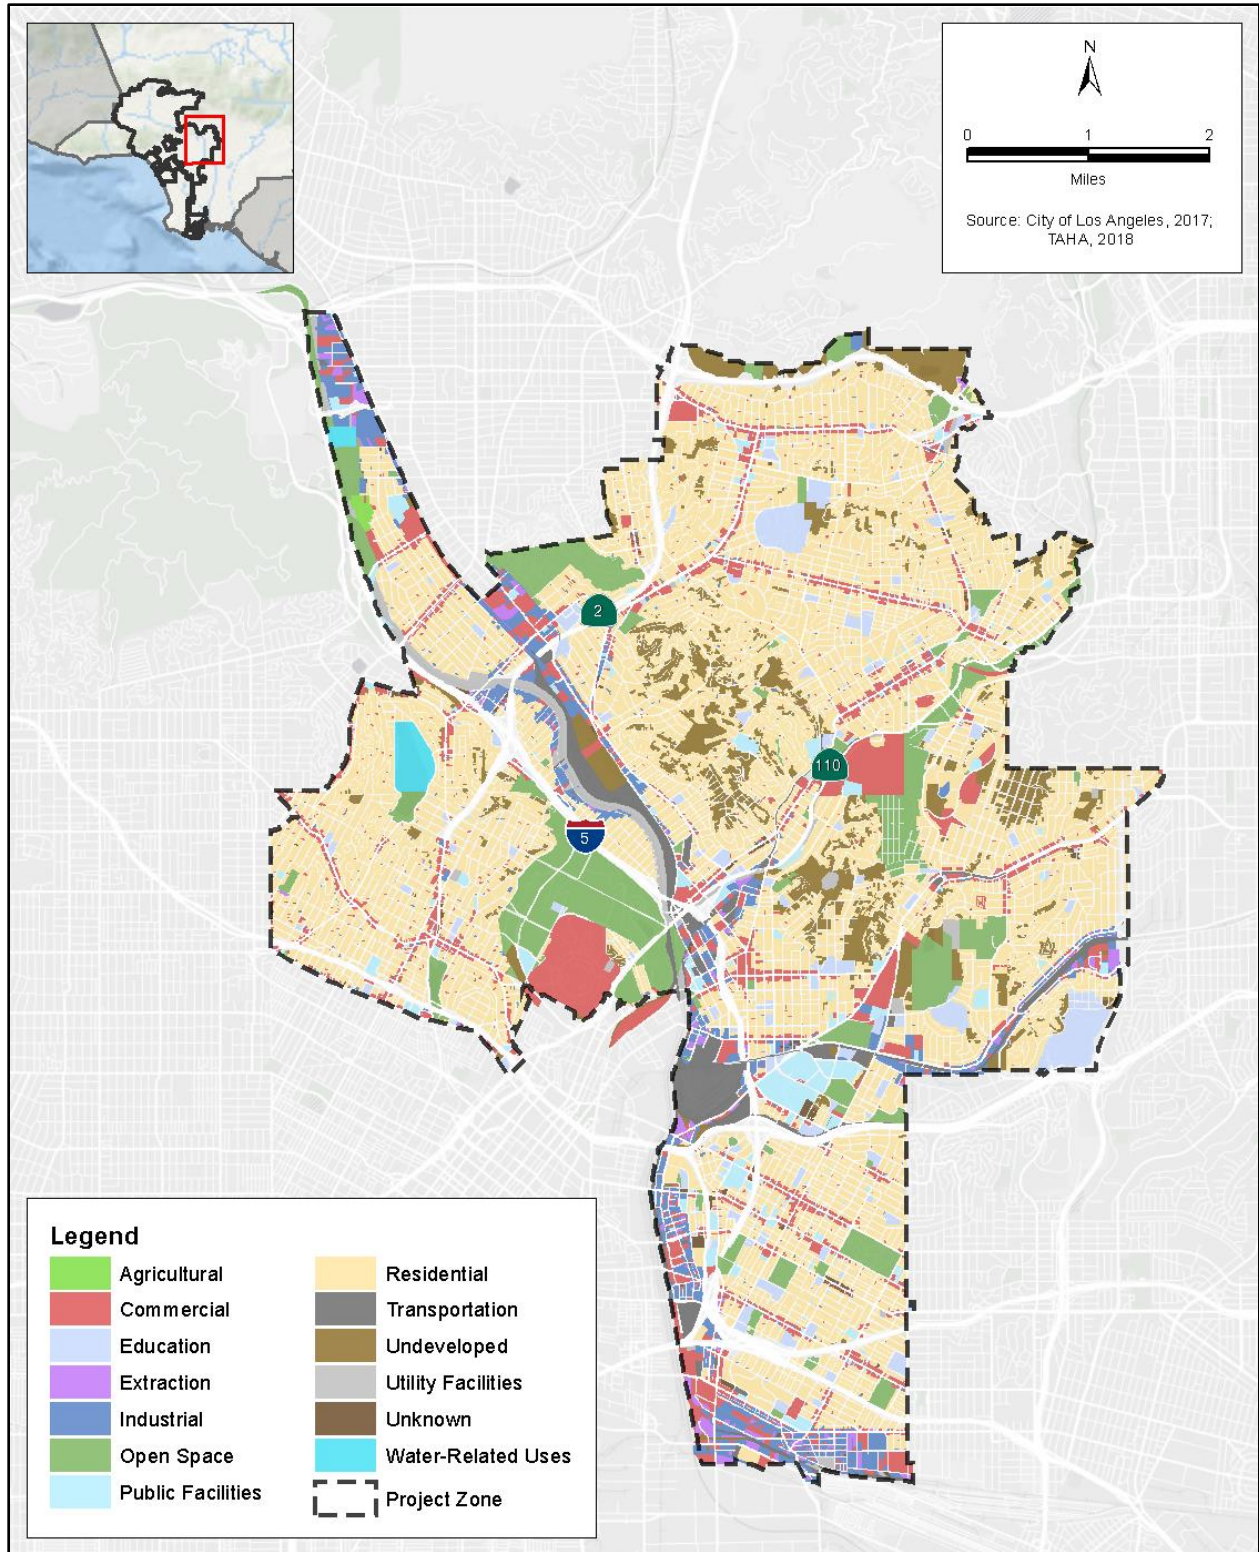 N
0 1 2
Miles
Source: City of Los Angeles, 2017;
TAHA, 2018
2
110
5
Legend
Agricultural
Commercial
Education
Extraction
Industrial
Open Space
Public Facilities
Residential
Transportation
Undeveloped
Utility Facilities
Unknown
Water-Related Uses
Project Zone